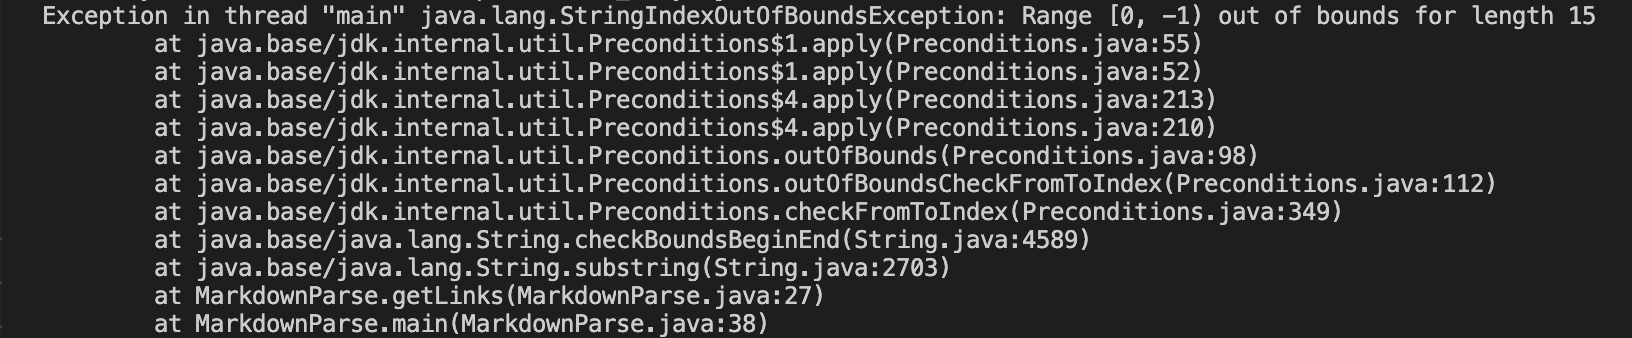 Exception in thread "main" java.lang.StringIndexOutOfBoundsException: Range [0, -1) out of bounds for length 15
at java.base/jdk.internal.util.Preconditions$1.apply(Preconditions.java:55)
at java.base/jdk.internal.util.Preconditions$1.apply(Preconditions.java:52)
at java.base/jdk.internal.util.Preconditions$4.apply(Preconditions.java:213)
at java.base/jdk.internal.util.Preconditions$4.apply(Preconditions.java:210)
at java.base/jdk.internal.util.Preconditions.outOfBounds(Preconditions.java:98)
at java.base/jdk.internal.util.Preconditions.outOfBoundsCheckFromToIndex(Preconditions.java:112)
at java.base/jdk.internal.util.Preconditions.checkFromToIndex(Preconditions.java:349)
at java.base/java.lang.String.checkBoundsBeginEnd(String.java:4589)
at java.base/java.lang.String.substring(String.java:2703)
at MarkdownParse.getLinks(MarkdownParse.java:27)
at MarkdownParse.main(MarkdownParse.java:38)